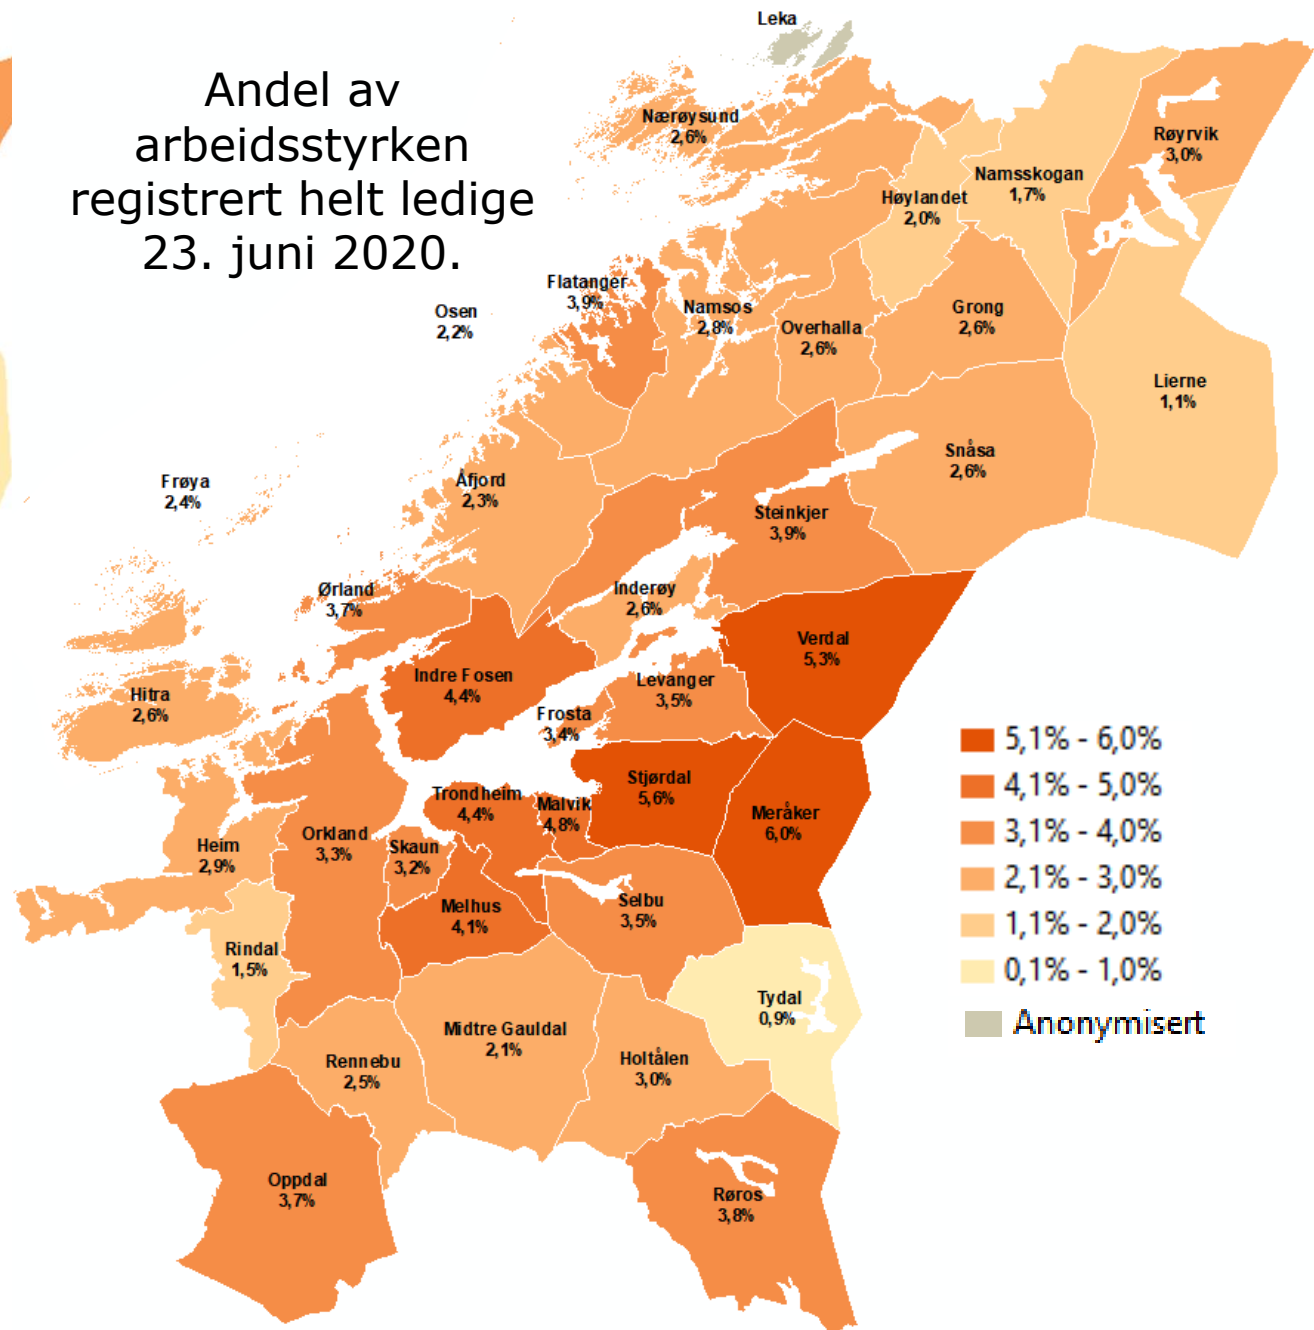 Andel av
arbeidsstyrken
registrert helt ledige
23. juni 2020.
Leka
Nærøysund
2,6%
Røyrvik
3,0%
Namsskogan
1,7%
Høylandet
2,0%
Flatanger
3,9%
Osen
2,2%
Namsos
2,8%
Overhalla
2,6%
Grong
2,6%
Lierne
1,1%
Snåsa
2,6%
Frøya
2,4%
Åfjord
2,3%
Steinkjer
3,9%
Ørland
3,7%
Inderøy
2,6%
Verdal
5,3%
Indre Fosen
4,4%
Levanger
3,5%
Hitra
2,6%
Frosta
3,4%
Stjørdal
5,6%
Trondheim
4,4%
Malvik
4,8%
Meråker
6,0%
Orkland
3,3%
Heim
2,9%
Skaun
3,2%
Melhus
4,1%
Selbu
3,5%
Rindal
1,5%
Tydal
0,9%
Midtre Gauldal
2,1%
Rennebu
2,5%
Holtålen
3,0%
Oppdal
3,7%
Røros
3,8%
5,1% - 6,0%
4,1% - 5,0%
3,1% - 4,0%
2,1% - 3,0%
1,1% - 2,0%
0,1% - 1,0%
Anonymisert